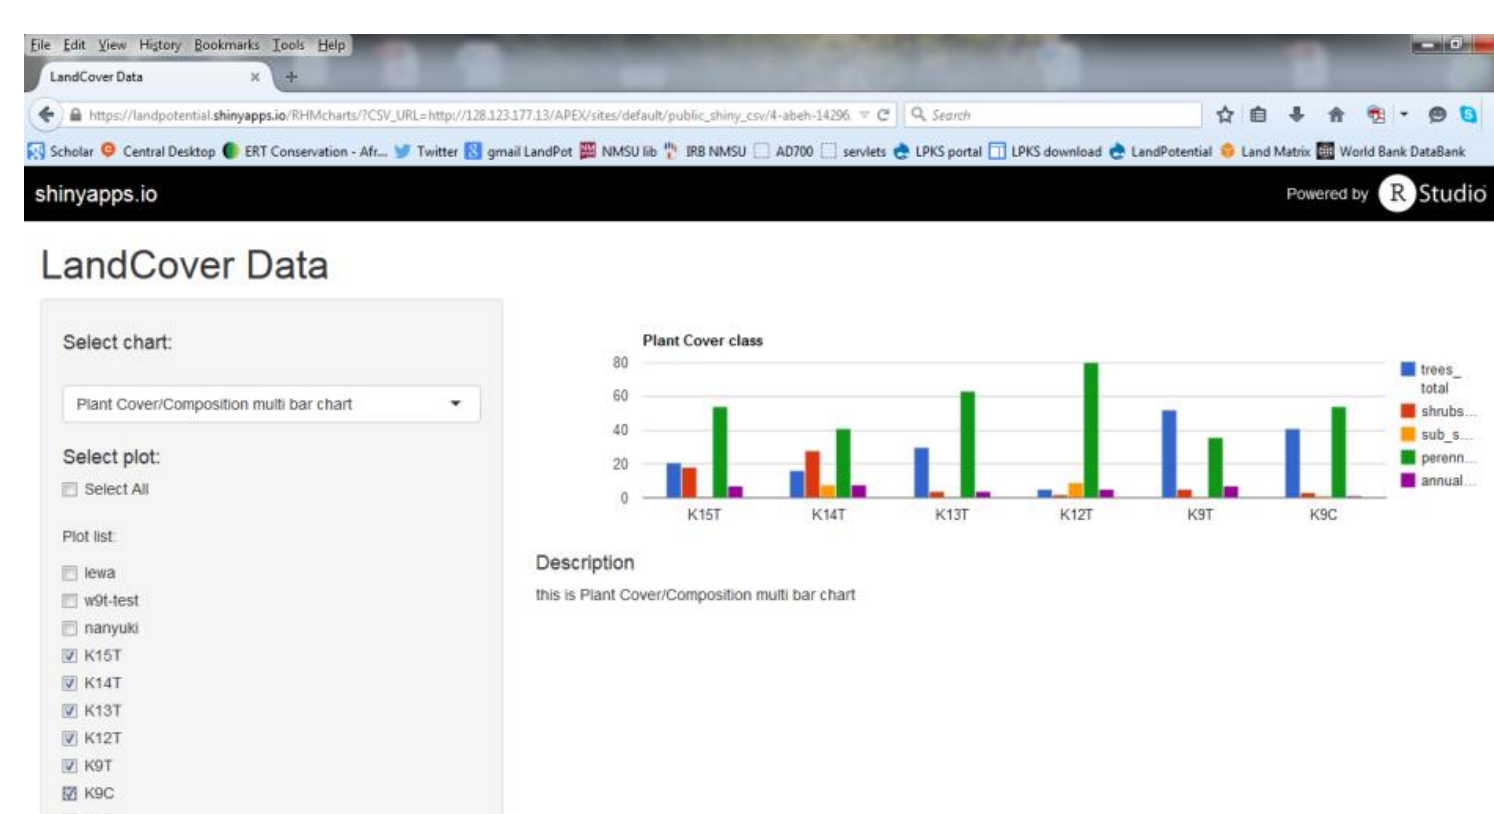 File Edit View History Bookmarks Tools Help
LandCover Data × +
https://landpotential.shinyapps.io/RHMcharts/?CSV_URL=http://128.123.177.13/APEX/sites/default/public_shiny_csv/4-abeh-14296. Search
Scholar Central Desktop ERT Conservation - Afr... Twitter gmail LandPot NMSU lib IRB NMSU AD700 servlets LPKS portal LPKS download LandPotential Land Matrix World Bank DataBank
shinyapps.io Powered by R Studio
LandCover Data
Select chart:
Plant Cover/Composition multi bar chart
Select plot:
Select All
Plot list:
lewa
w9t-test
nanyuki
K15T
K14T
K13T
K12T
K9T
K9C
Plant Cover class
80
60
40
20
0
K15T K14T K13T K12T K9T K9C
trees_
total
shrubs...
sub_s...
perenn...
annual...
Description
this is Plant Cover/Composition multi bar chart